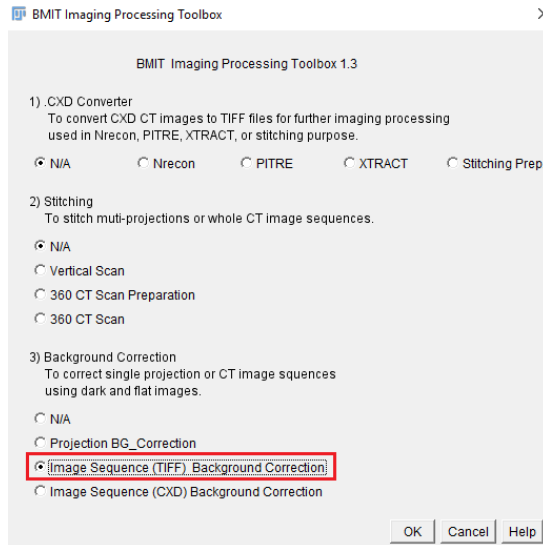 BMIT Imaging Processing Toolbox
BMIT Imaging Processing Toolbox 1.3
1) .CXD Converter
To convert CXD CT images to TIFF files for further imaging processing
used in Nrecon, PITRE, XTRACT, or stitching purpose.
N/A Nrecon PITRE XTRACT Stitching Prep
2) Stitching
To stitch muti-projections or whole CT image sequences.
N/A
Vertical Scan
360 CT Scan Preparation
360 CT Scan
3) Background Correction
To correct single projection or CT image squences
using dark and flat images.
N/A
Projection BG_Correction
Image Sequence (TIFF) Background Correction
Image Sequence (CXD) Background Correction
OK Cancel Help